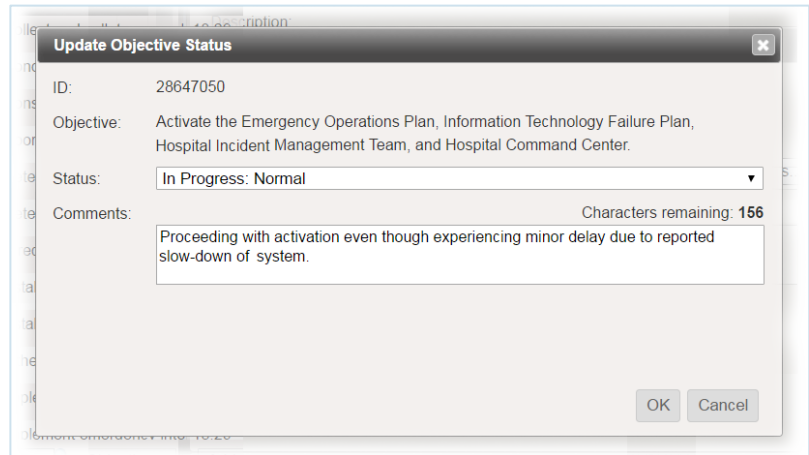 Description:
Update Objective Status
ID: 28647050
Objective: Activate the Emergency Operations Plan, Information Technology Failure Plan,
Hospital Incident Management Team, and Hospital Command Center.
Status: In Progress: Normal
Comments: Characters remaining: 156
Proceeding with activation even though experiencing minor delay due to reported
slow-down of system.
OK Cancel